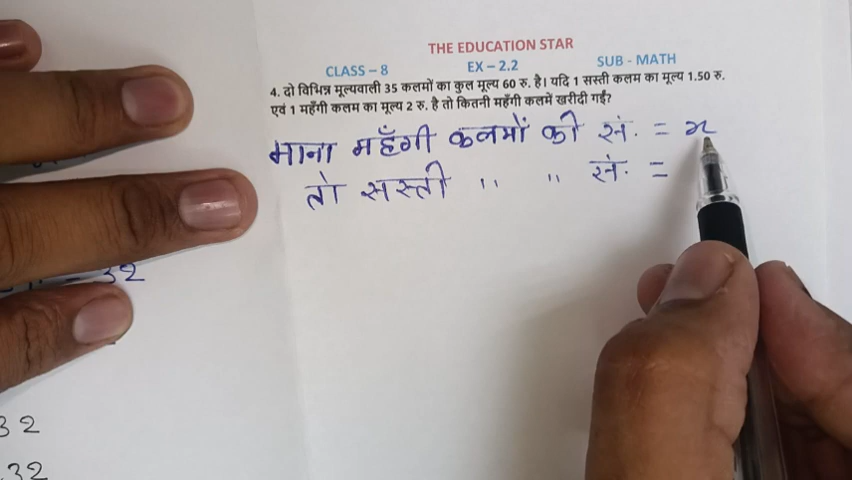 THE EDUCATION STAR
CLASS – 8 EX – 2.2 SUB - MATH
4. दो विभिन्न मूल्यवाली 35 कलमों का कुल मूल्य 60 रु. है। यदि 1 सस्ती कलम का मूल्य 1.50 रु.
एवं 1 महँगी कलम का मूल्य 2 रु. है तो कितनी महँगी कलमें खरीदी गईं?
माना महँगी कलमों की सं. = x
तो सस्ती " " सं. =
32
32
.32